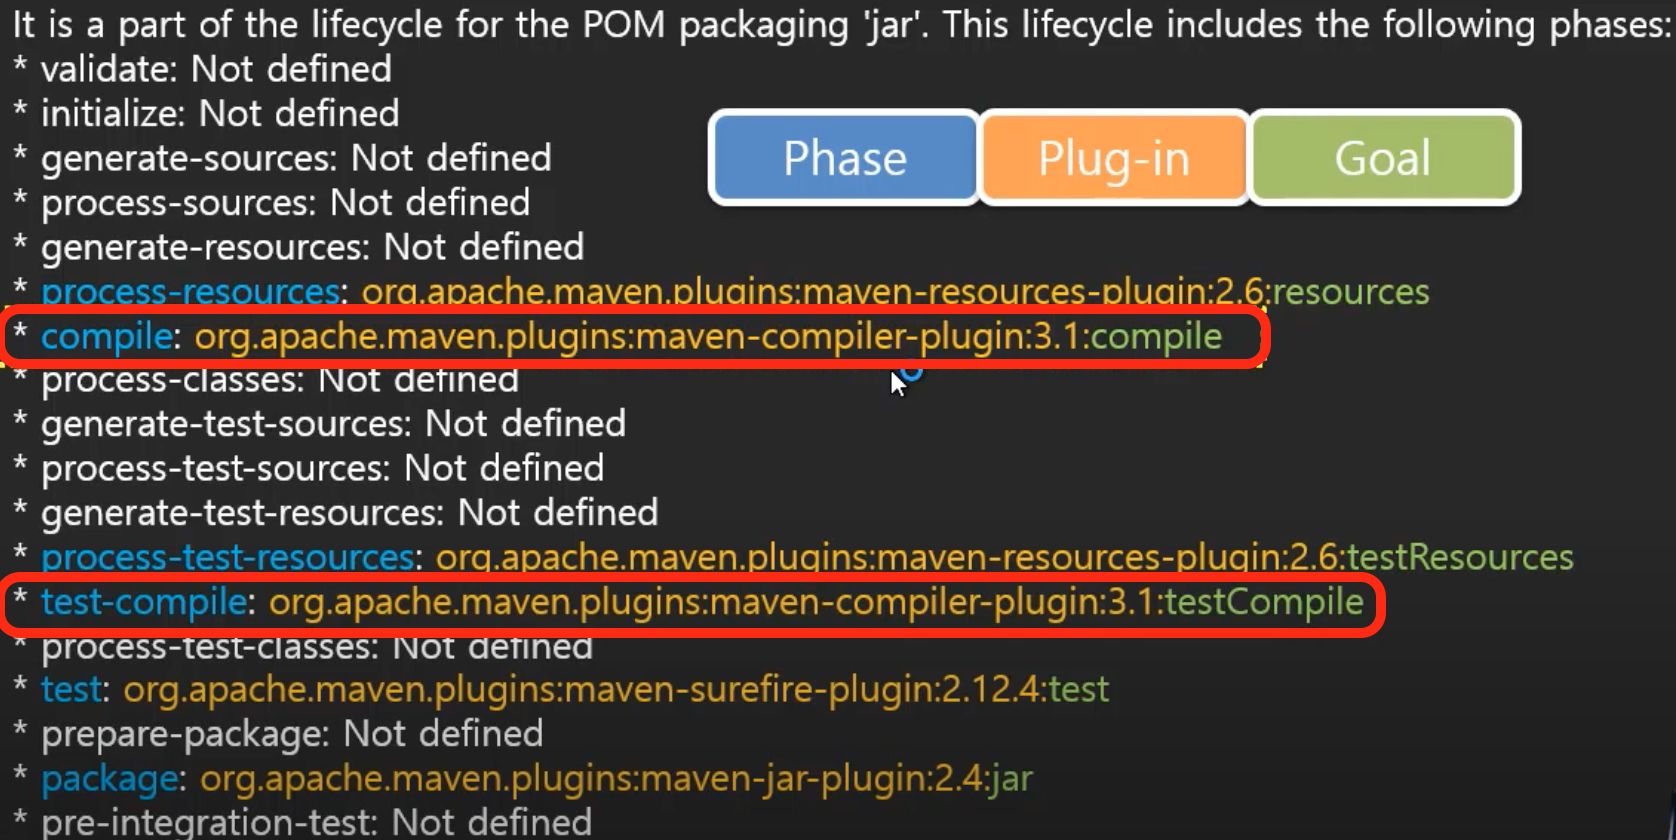 It is a part of the lifecycle for the POM packaging 'jar'. This lifecycle includes the following phases:
* validate: Not defined
* initialize: Not defined
* generate-sources: Not defined
* process-sources: Not defined
* generate-resources: Not defined
Phase
Plug-in
Goal
* process-resources: org.apache.maven.plugins:maven-resources-plugin:2.6:resources
* compile: org.apache.maven.plugins:maven-compiler-plugin:3.1:compile
* process-classes: Not defined
* generate-test-sources: Not defined
* process-test-sources: Not defined
* generate-test-resources: Not defined
* process-test-resources: org.apache.maven.plugins:maven-resources-plugin:2.6:testResources
* test-compile: org.apache.maven.plugins:maven-compiler-plugin:3.1:testCompile
* process-test-classes: Not defined
* test: org.apache.maven.plugins:maven-surefire-plugin:2.12.4:test
* prepare-package: Not defined
* package: org.apache.maven.plugins:maven-jar-plugin:2.4:jar
* pre-integration-test: Not defined